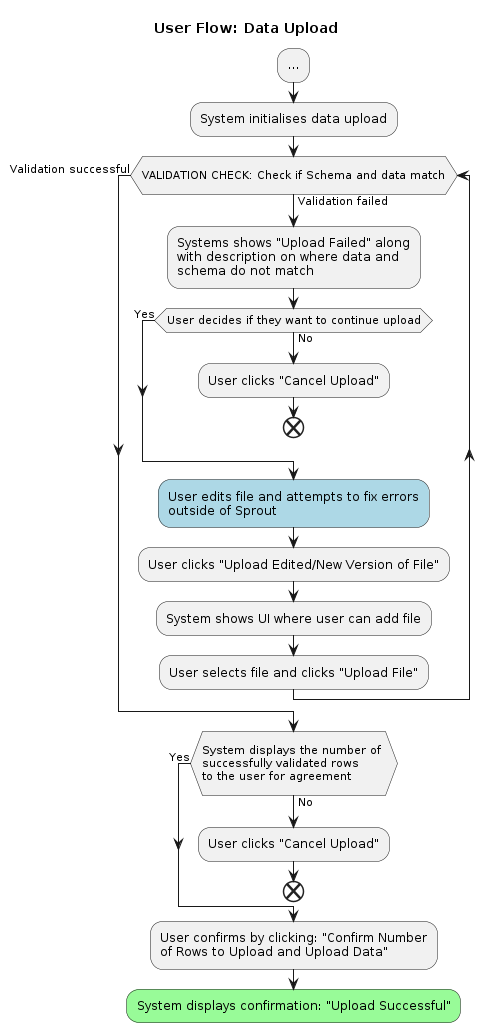 User Flow: Data Upload
...
System initialises data upload
Validation successful
VALIDATION CHECK: Check if Schema and data match
Validation failed
Systems shows "Upload Failed" along
with description on where data and
schema do not match
Yes
User decides if they want to continue upload
No
User clicks "Cancel Upload"
User edits file and attempts to fix errors
outside of Sprout
User clicks "Upload Edited/New Version of File"
System shows UI where user can add file
User selects file and clicks "Upload File"
Yes
System displays the number of
successfully validated rows
to the user for agreement
No
User clicks "Cancel Upload"
User confirms by clicking: "Confirm Number
of Rows to Upload and Upload Data"
System displays confirmation: "Upload Successful"